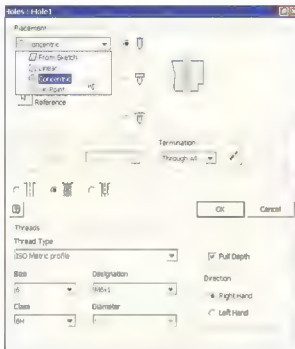 Holes : Hole1
Placement
oncentric
From Sketch
Linear
Concentric
Point
Reference
Termination
Through All
OK
Cancel
Threads
Thread Type
ISO Metric profile
Full Depth
Size
Designation
Direction
6
M6x1
Right Hand
Class
Diameter
Left Hand
6H